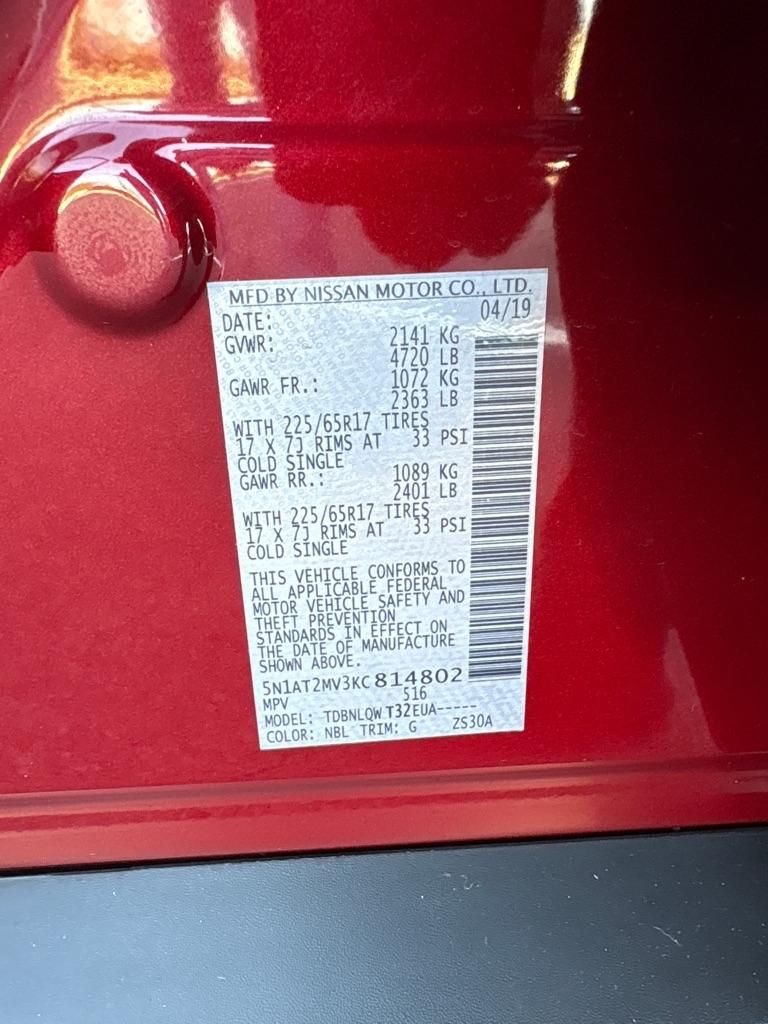 MFD BY NISSAN MOTOR CO., LTD.
DATE: 04/19
GVWR: 2141 KG
4720 LB
GAWR FR.: 1072 KG
2363 LB
WITH 225/65R17 TIRES
17 X 7J RIMS AT 33 PSI
COLD SINGLE
GAWR RR.: 1089 KG
2401 LB
WITH 225/65R17 TIRES
17 X 7J RIMS AT 33 PSI
COLD SINGLE
THIS VEHICLE CONFORMS TO
ALL APPLICABLE FEDERAL
MOTOR VEHICLE SAFETY AND
THEFT PREVENTION
STANDARDS IN EFFECT ON
THE DATE OF MANUFACTURE
SHOWN ABOVE.
5N1AT2MV3KC814802
MPV 516
MODEL: TDBNLQWT32EUA-----
COLOR: NBL TRIM: G ZS30A